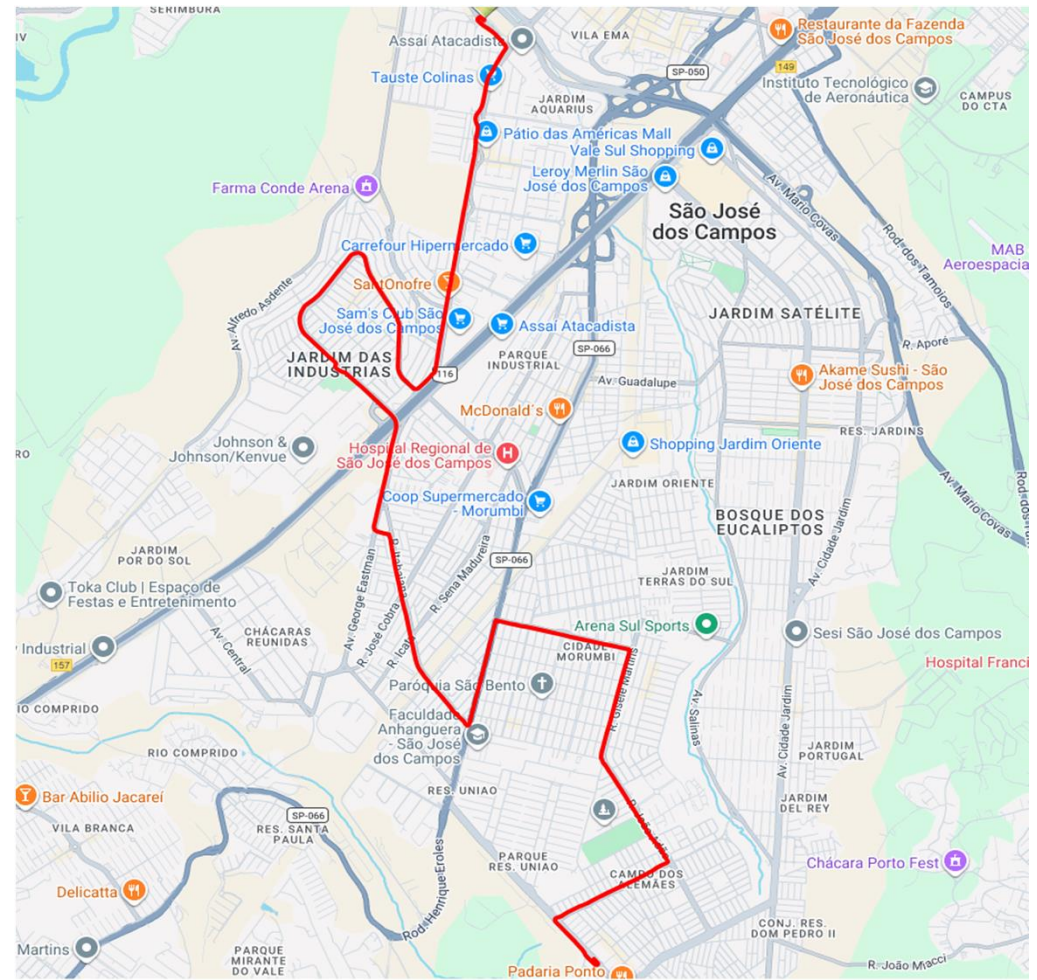 SERIMBURA
IV
Assaí Atacadista
VILA EMA
Restaurante da Fazenda
São José dos Campos
Tauste Colinas
SP-050
149
Instituto Tecnológico
de Aeronáutica
CAMPUS
DO CTA
JARDIM
AQUARIUS
Pátio das Américas Mall
Vale Sul Shopping
Leroy Merlin São
José dos Campos
Farma Conde Arena
Av. Mario Covas
São José
dos Campos
Rod. dos Tamoios
MAB
Aeroespacia
Carrefour Hipermercado
SantOnofre
Av. Alfredo Asdente
Sam's Club São
José dos Campos
Assaí Atacadista
JARDIM SATÉLITE
R. Aporé
JARDIM DAS
INDUSTRIAS
PARQUE
INDUSTRIAL
SP-066
116
Av. Guadalupe
Akame Sushi - São
José dos Campos
McDonald's
RES. JARDINS
Johnson &
Johnson/Kenvue
Hospital Regional de
São José dos Campos
Shopping Jardim Oriente
RO
JARDIM ORIENTE
Av. Mario Covas
Coop Supermercado
- Morumbi
BOSQUE DOS
EUCALIPTOS
Av. Cidade Jardim
JARDIM
POR DO SOL
R. Itabaiana
R. Sena Madureira
SP-066
JARDIM
TERRAS DO SUL
Toka Club | Espaço de
Festas e Entretenimento
Av. George Eastman
R. José Cobra
R. Icatu
Arena Sul Sports
Sesi São José dos Campos
CHÁCARAS
REUNIDAS
Av. Central
Industrial
157
CIDADE
MORUMBI
R. Gisele Martins
Hospital Franci
Paróquia São Bento
Av. Salinas
Av. Cidade Jardim
IO COMPRIDO
Faculdade
Anhanguera
- São José
dos Campos
RIO COMPRIDO
JARDIM
PORTUGAL
Bar Abilio Jacareí
RES. UNIAO
JARDIM
DEL REY
SP-066
VILA BRANCA
RES. SANTA
PAULA
PARQUE
RES. UNIAO
Chácara Porto Fest
CAMPO DOS
ALEMÃES
Delicatta
Rod. Henrique Eroles
CONJ. RES.
DOM PEDRO II
Martins
PARQUE
MIRANTE
DO VALE
Padaria Ponto
R. João Miacci